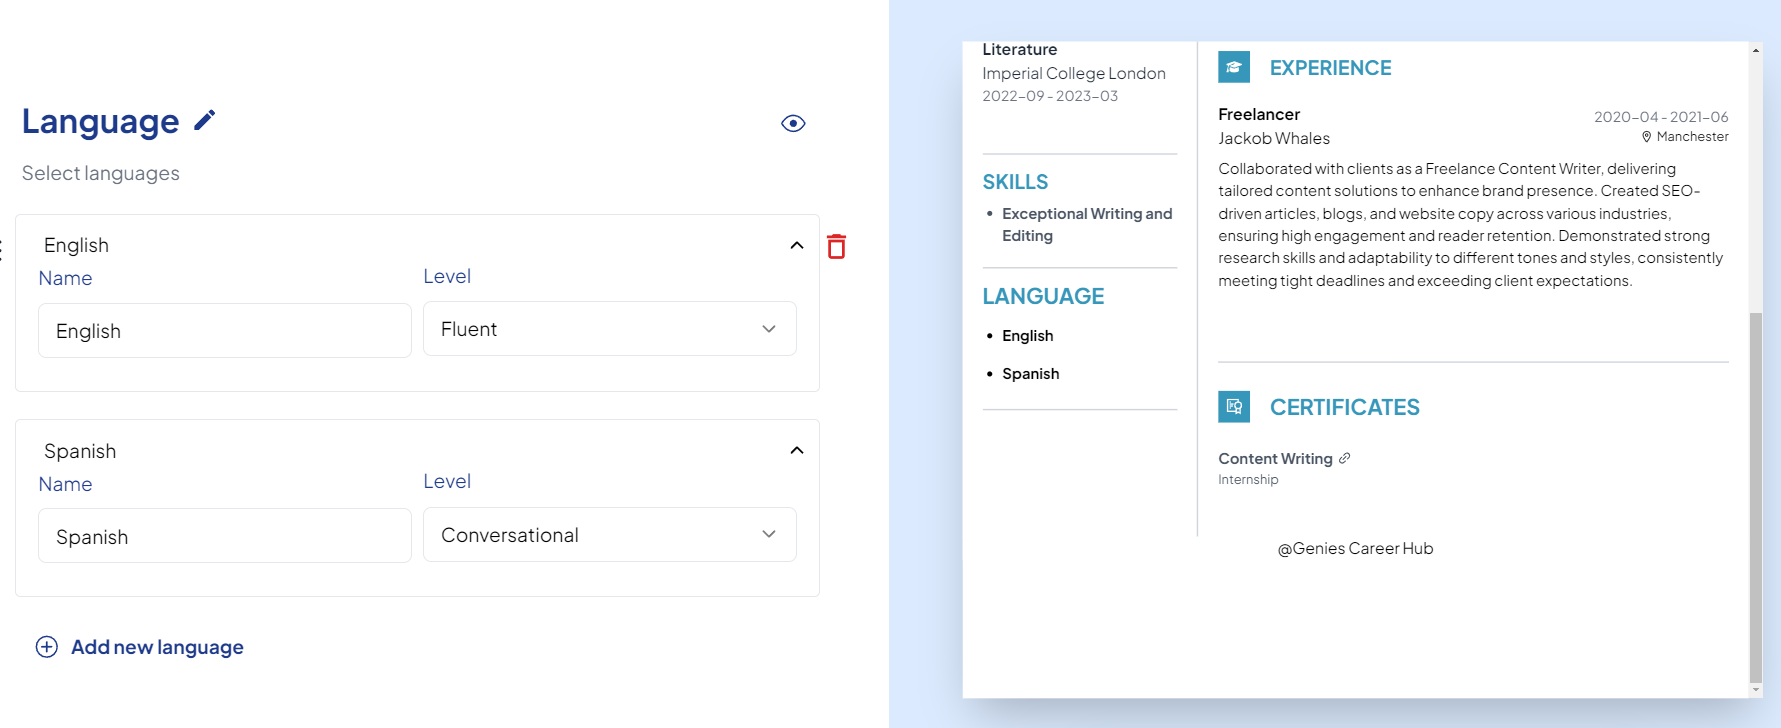 Language
Select languages
English
Name
Level
English
Fluent
Spanish
Name
Level
Spanish
Conversational
Add new language
Literature
Imperial College London
2022-09 - 2023-03
SKILLS
• Exceptional Writing and
Editing
LANGUAGE
• English
• Spanish
EXPERIENCE
Freelancer
2020-04 - 2021-06
Jackob Whales
Manchester
Collaborated with clients as a Freelance Content Writer, delivering
tailored content solutions to enhance brand presence. Created SEO-
driven articles, blogs, and website copy across various industries,
ensuring high engagement and reader retention. Demonstrated strong
research skills and adaptability to different tones and styles, consistently
meeting tight deadlines and exceeding client expectations.
CERTIFICATES
Content Writing
Internship
@Genies Career Hub